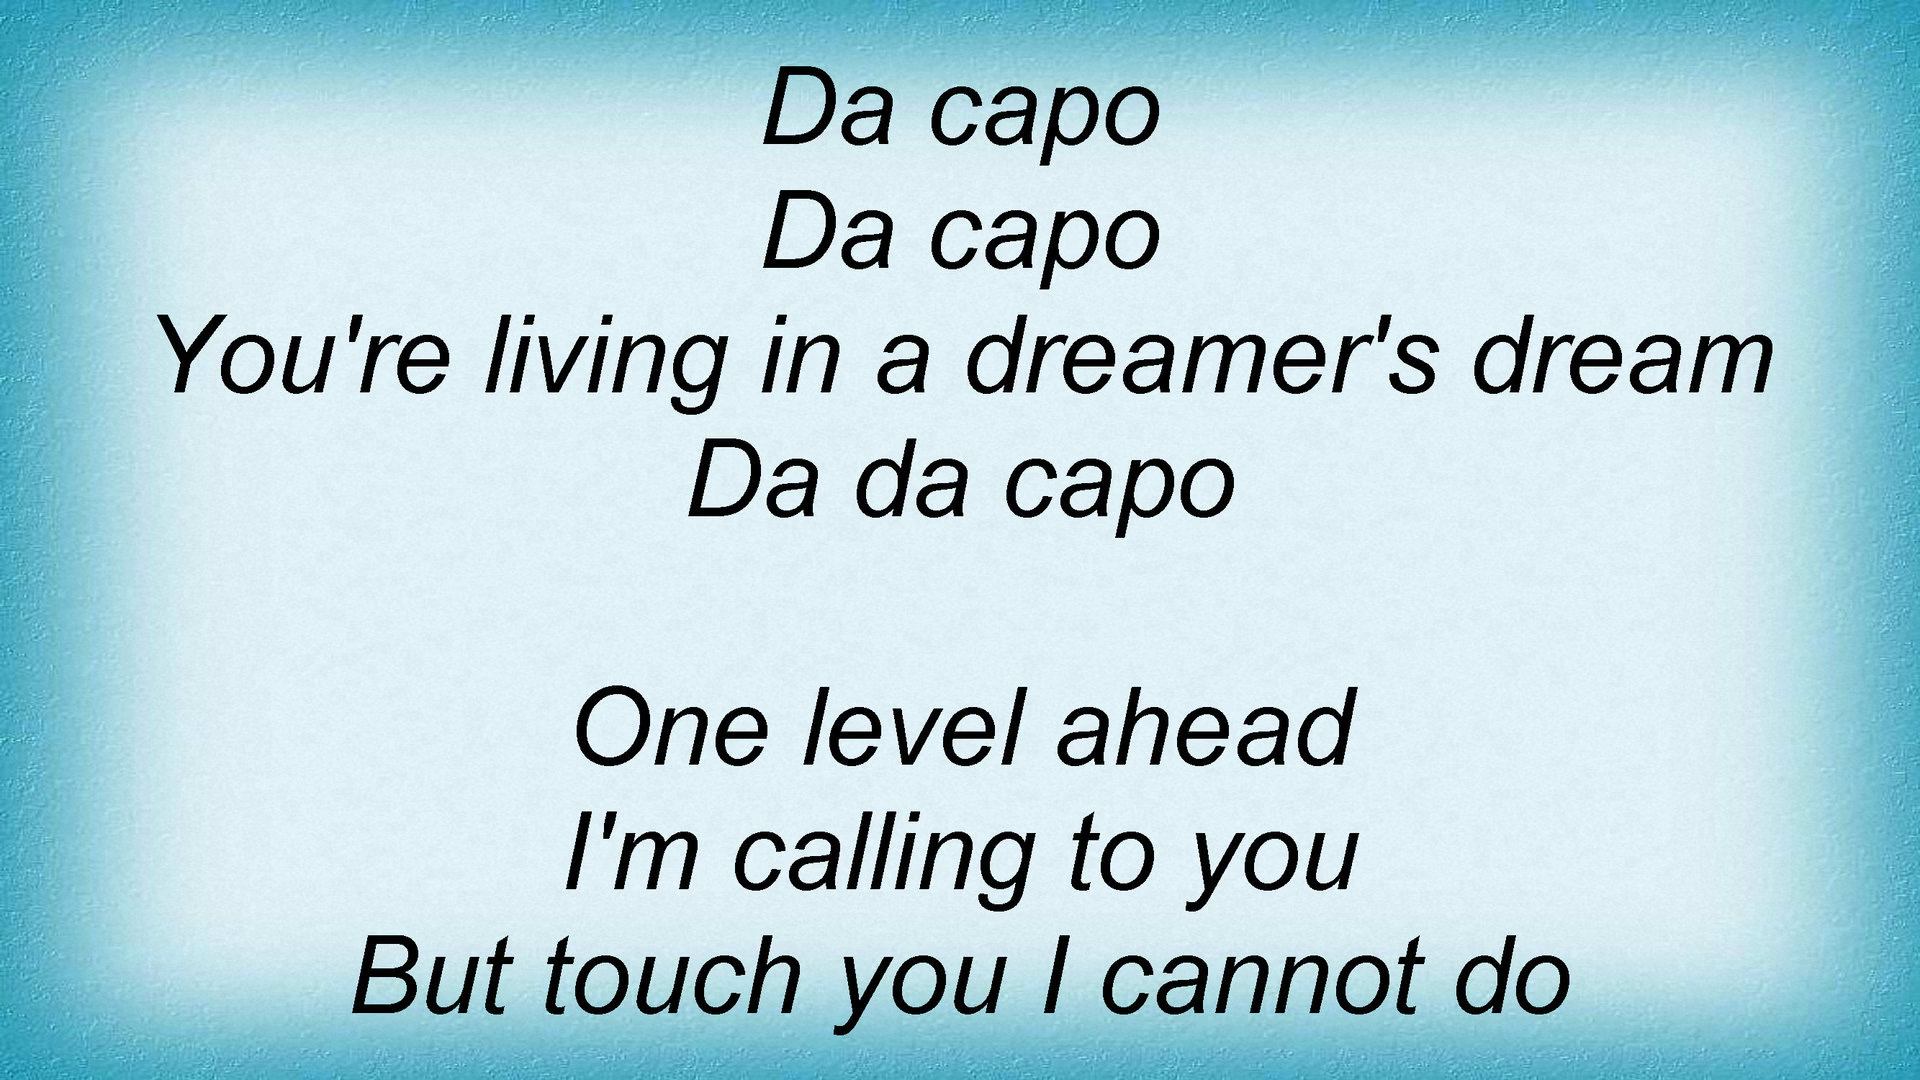 Da capo
Da capo
You're living in a dreamer's dream
Da da capo
One level ahead
I'm calling to you
But touch you I cannot do